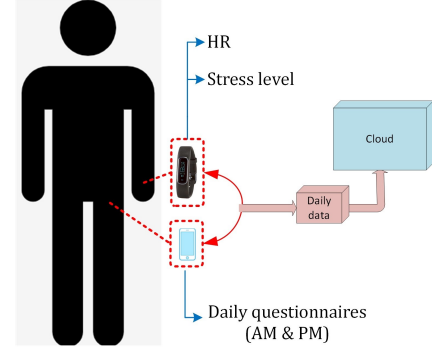 HR
Stress level
Cloud
Daily
data
Daily questionnaires
(AM & PM)